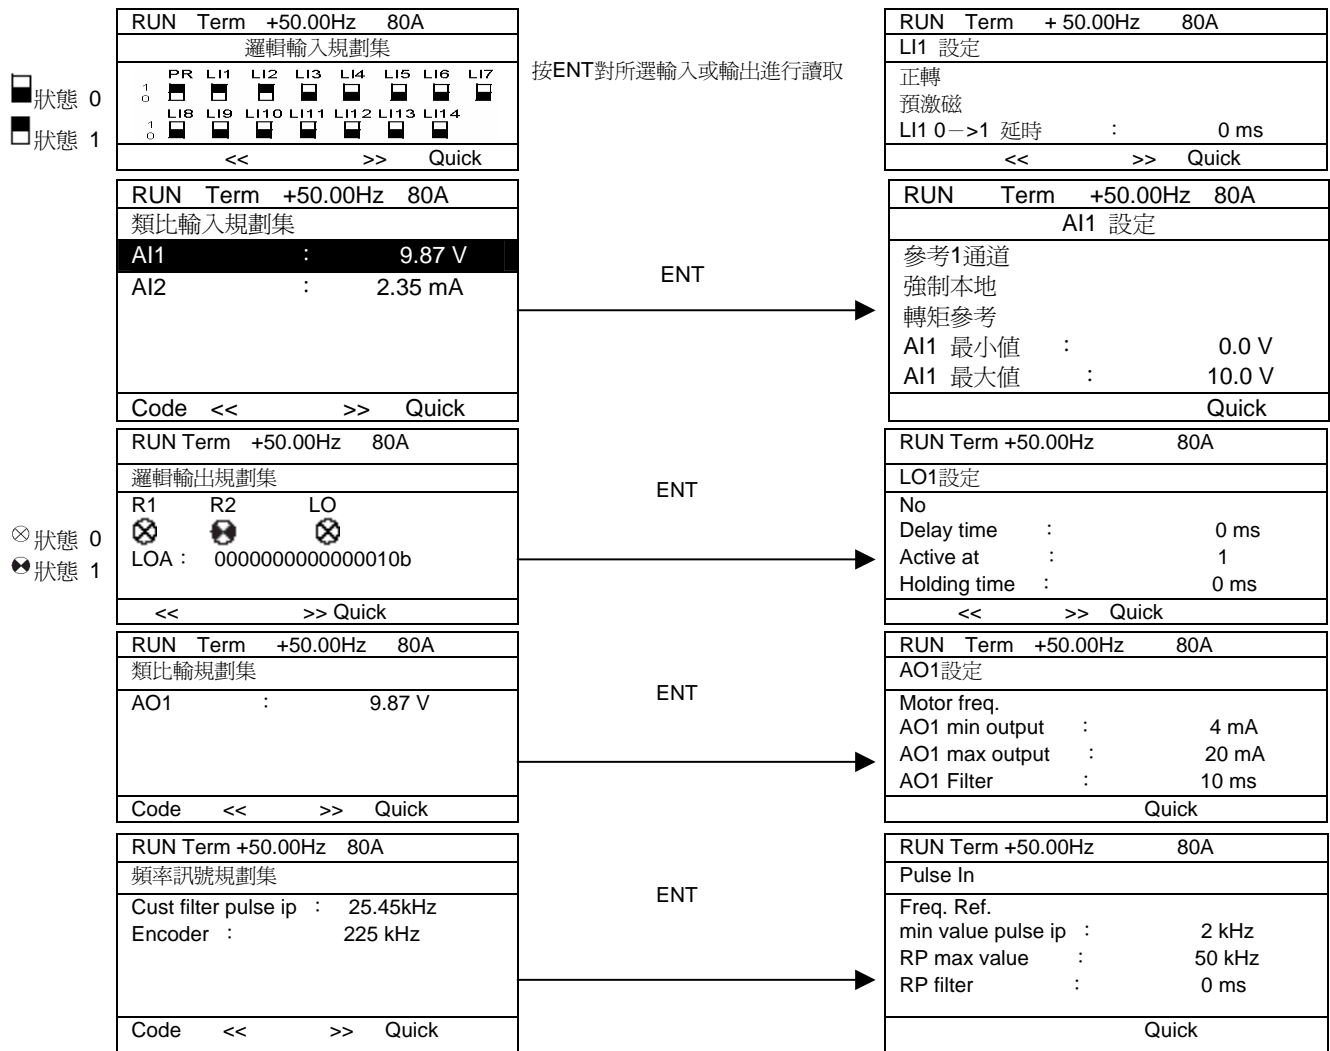 RUN Term +50.00Hz 80A
邏輯輸入規劃集
PR LI1 LI2 LI3 LI4 LI5 LI6 LI7
1
0
LI8 LI9 LI10 LI11 LI12 LI13 LI14
1
0
<< >> Quick
狀態 0
狀態 1
按ENT對所選輸入或輸出進行讀取
RUN Term + 50.00Hz 80A
LI1 設定
正轉
預激磁
LI1 0－>1 延時 : 0 ms
<< >> Quick
RUN Term +50.00Hz 80A
類比輸入規劃集
AI1 : 9.87 V
AI2 : 2.35 mA
Code << >> Quick
ENT
RUN Term +50.00Hz 80A
AI1 設定
參考1通道
強制本地
轉矩參考
AI1 最小值 : 0.0 V
AI1 最大值 : 10.0 V
Quick
RUN Term +50.00Hz 80A
邏輯輸出規劃集
R1 R2 LO
LOA : 0000000000000010b
<< >> Quick
狀態 0
狀態 1
ENT
RUN Term +50.00Hz 80A
LO1設定
No
Delay time : 0 ms
Active at : 1
Holding time : 0 ms
<< >> Quick
RUN Term +50.00Hz 80A
類比輸規劃集
AO1 : 9.87 V
Code << >> Quick
ENT
RUN Term +50.00Hz 80A
AO1設定
Motor freq.
AO1 min output : 4 mA
AO1 max output : 20 mA
AO1 Filter : 10 ms
Quick
RUN Term +50.00Hz 80A
頻率訊號規劃集
Cust filter pulse ip : 25.45kHz
Encoder : 225 kHz
Code << >> Quick
ENT
RUN Term +50.00Hz 80A
Pulse In
Freq. Ref.
min value pulse ip : 2 kHz
RP max value : 50 kHz
RP filter : 0 ms
Quick